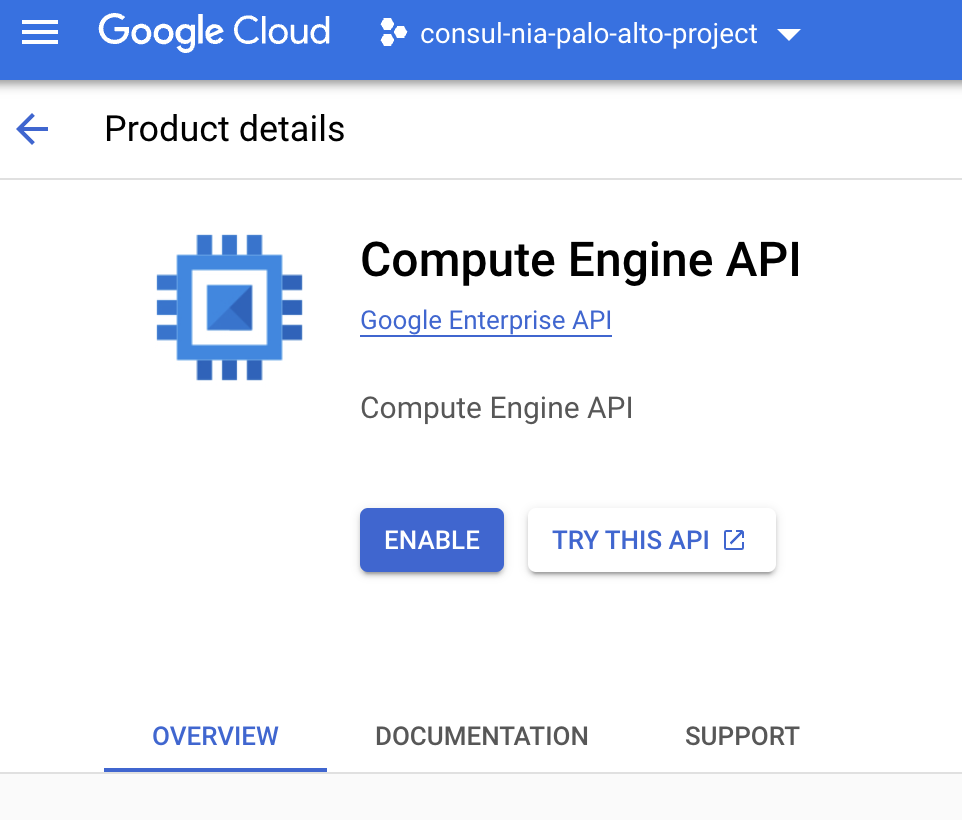 Google Cloud consul-nia-palo-alto-project
Product details
Compute Engine API
Google Enterprise API
Compute Engine API
ENABLE TRY THIS API
OVERVIEW DOCUMENTATION SUPPORT